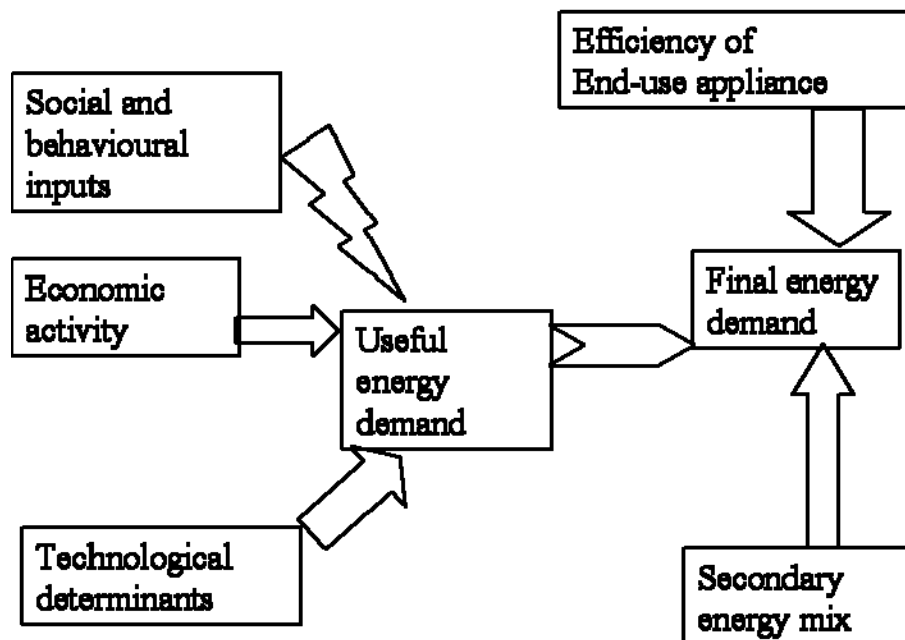 Efficiency of
End-use appliance
Social and
behavioural
inputs
Economic
activity
Useful
energy
demand
Final energy
demand
Technological
determinants
Secondary
energy mix